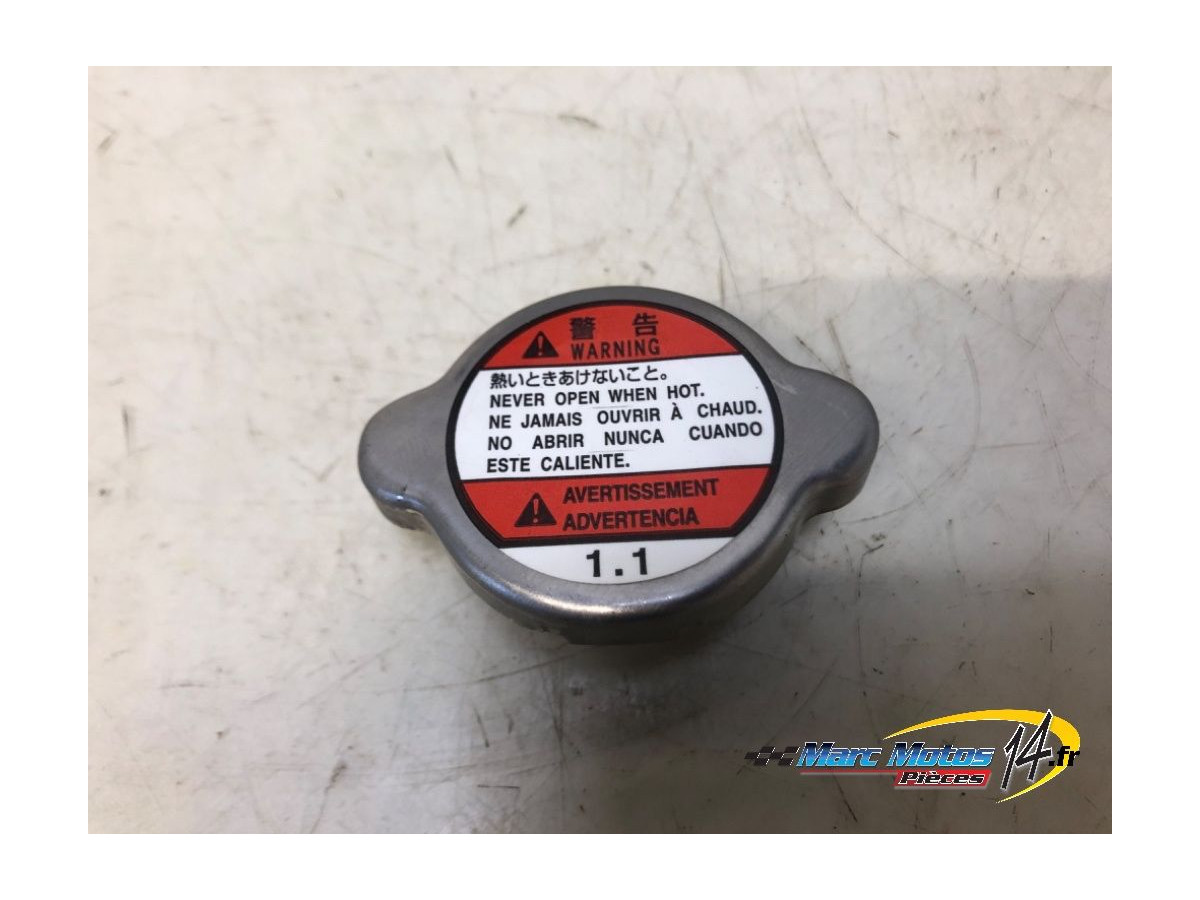 警告
WARNING
熱いときあけないこと。
NEVER OPEN WHEN HOT.
NE JAMAIS OUVRIR À CHAUD.
NO ABRIR NUNCA CUANDO
ESTE CALIENTE.
AVERTISSEMENT
ADVERTENCIA
1.1
Marc Motos 14.fr
Pièces